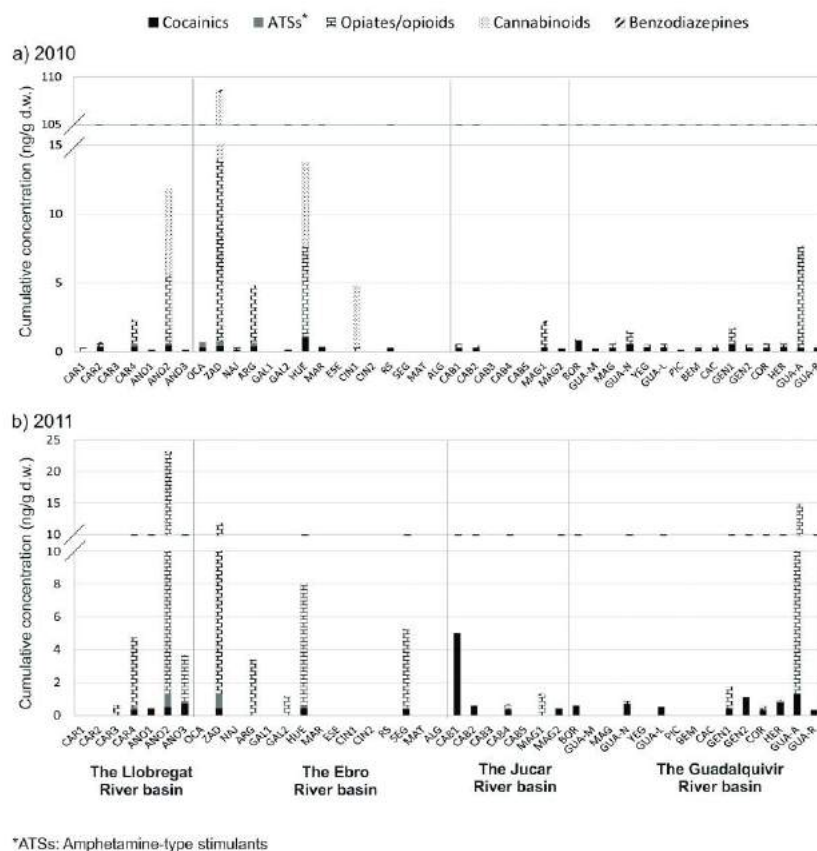 Cocainics ATSs* Opiates/opioids Cannabinoids Benzodiazepines
a) 2010
Cumulative concentration (ng/g d.w.)
110
105
15
10
5
0
CAR1 CAR2 CAR3 CAR4 ANO1 ANO2 ANO3 OCA ZAD NAJ ARG GAL1 GAL2 HUE MAR ESE CIN1 CIN2 RS SEG MAT ALG CAB1 CAB2 CAB3 CAB4 CAB5 MAG1 MAG2 BOR GUA-M MAG GUA-N YEG GUA-L PIC BEM CAC GEN1 GEN2 COR HER GUA-A GUA-R
b) 2011
Cumulative concentration (ng/g d.w.)
25
20
15
10
10
8
6
4
2
0
CAR1 CAR2 CAR3 CAR4 ANO1 ANO2 ANO3 OCA ZAD NAJ ARG GAL1 GAL2 HUE MAR ESE CIN1 CIN2 RS SEG MAT ALG CAB1 CAB2 CAB3 CAB4 CAB5 MAG1 MAG2 BOR GUA-M MAG GUA-N YEG GUA-L PIC BEM CAC GEN1 GEN2 COR HER GUA-A GUA-R
The Llobregat The Ebro The Jucar The Guadalquivir
River basin River basin River basin River basin
*ATSs: Amphetamine-type stimulants